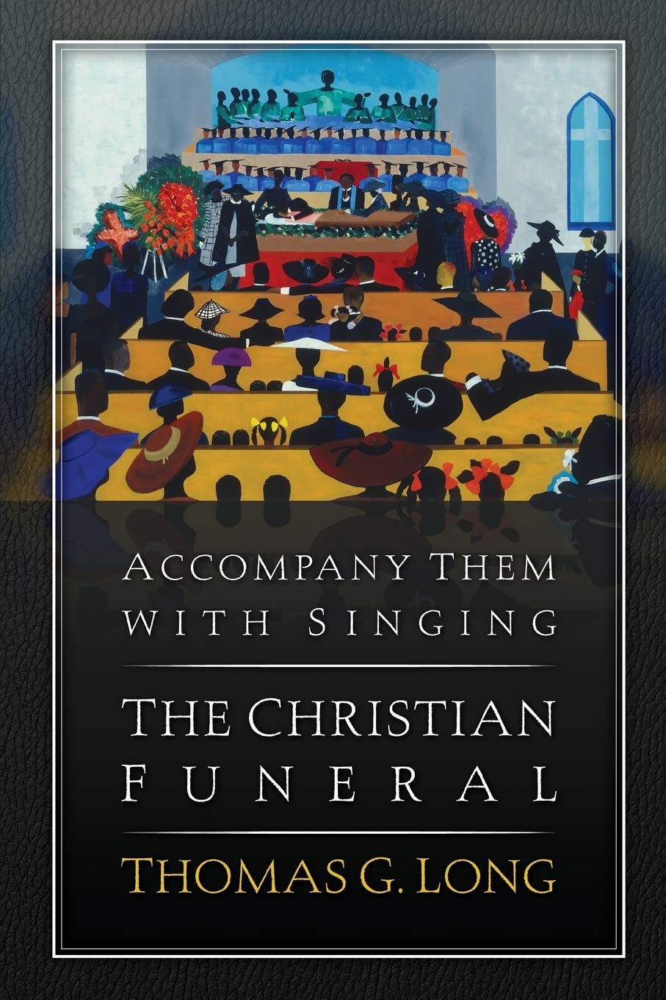 ACCOMPANY THEM
WITH SINGING
THE CHRISTIAN
FUNERAL
THOMAS G. LONG